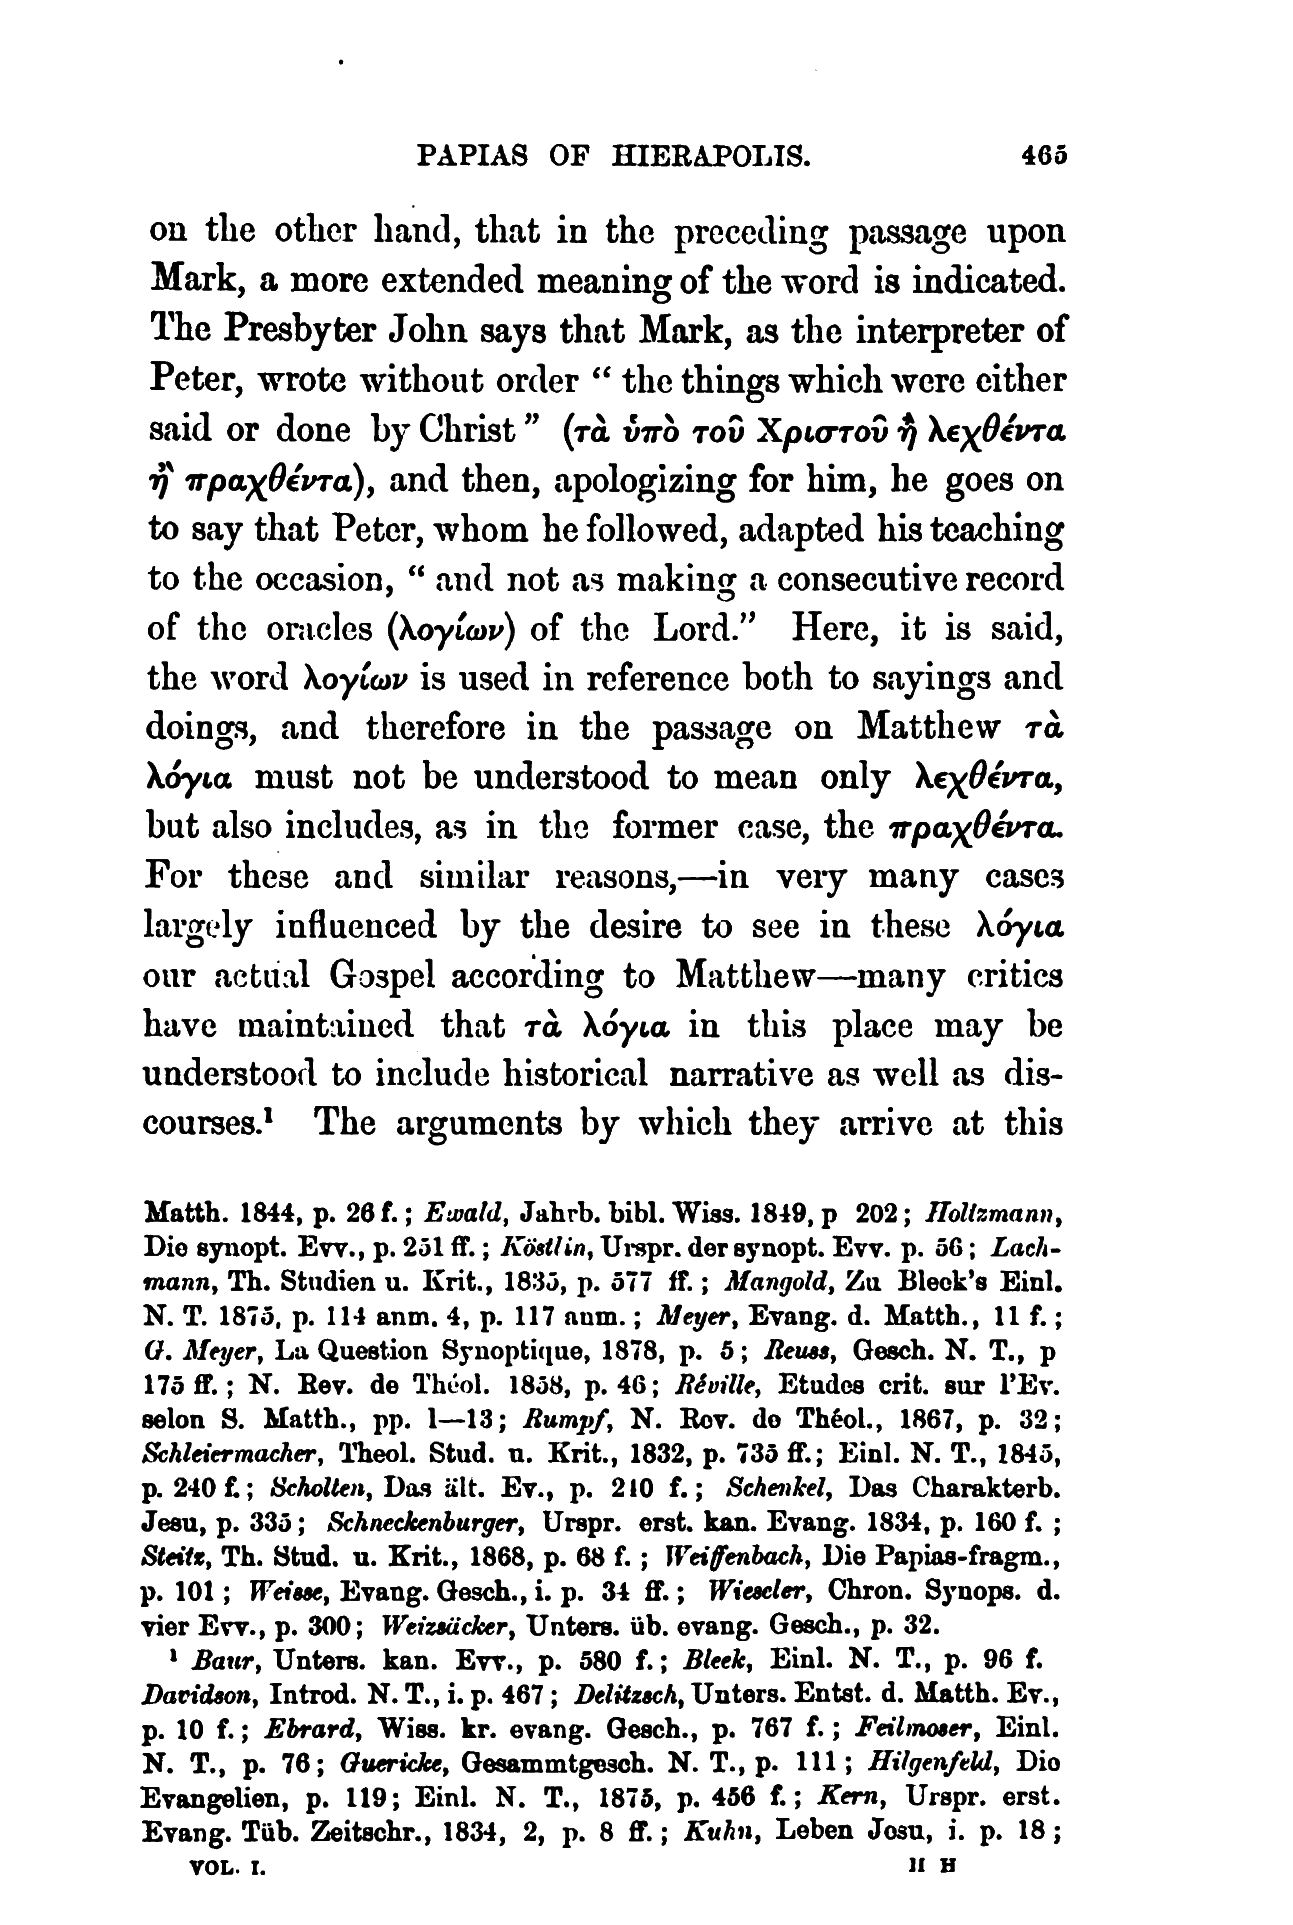 PAPIAS OF HIERAPOLIS. 465
on the other hand, that in the preceding passage upon
Mark, a more extended meaning of the word is indicated.
The Presbyter John says that Mark, as the interpreter of
Peter, wrote without order “ the things which were either
said or done by Christ ” (τὰ ὑπὸ τοῦ Χριστοῦ ἢ λεχθέντα
ἢ πραχθέντα), and then, apologizing for him, he goes on
to say that Peter, whom he followed, adapted his teaching
to the occasion, “ and not as making a consecutive record
of the oracles (λογίων) of the Lord.” Here, it is said,
the word λογίων is used in reference both to sayings and
doings, and therefore in the passage on Matthew τὰ
λόγια must not be understood to mean only λεχθέντα,
but also includes, as in the former case, the πραχθέντα.
For these and similar reasons,—in very many cases
largely influenced by the desire to see in these λόγια
our actual Gospel according to Matthew—many critics
have maintained that τὰ λόγια in this place may be
understood to include historical narrative as well as dis-
courses.¹ The arguments by which they arrive at this
Matth. 1844, p. 26 f. ; Ewald, Jahrb. bibl. Wiss. 1849, p 202 ; Holtzmann,
Die synopt. Evv., p. 251 ff. ; Köstlin, Urspr. der synopt. Evv. p. 56 ; Lach-
mann, Th. Studien u. Krit., 1835, p. 577 ff. ; Mangold, Zu Bleek's Einl.
N. T. 1875, p. 114 anm. 4, p. 117 anm. ; Meyer, Evang. d. Matth., 11 f. ;
G. Meyer, La Question Synoptique, 1878, p. 5 ; Reuss, Gesch. N. T., p
175 ff. ; N. Rev. de Théol. 1858, p. 46 ; Réville, Etudes crit. sur l'Ev.
selon S. Matth., pp. 1—13 ; Rumpf, N. Rev. de Théol., 1867, p. 32 ;
Schleiermacher, Theol. Stud. u. Krit., 1832, p. 735 ff.; Einl. N. T., 1845,
p. 240 f. ; Scholten, Das ält. Ev., p. 240 f. ; Schenkel, Das Charakterb.
Jesu, p. 335 ; Schneckenburger, Urspr. erst. kan. Evang. 1834, p. 160 f. ;
Steitz, Th. Stud. u. Krit., 1868, p. 68 f. ; Weiffenbach, Die Papias-fragm.,
p. 101 ; Weisse, Evang. Gesch., i. p. 34 ff. ; Wieseler, Chron. Synops. d.
vier Evv., p. 300 ; Weizsäcker, Unters. üb. evang. Gesch., p. 32.
¹ Baur, Unters. kan. Evv., p. 580 f. ; Bleek, Einl. N. T., p. 96 f.
Davidson, Introd. N. T., i. p. 467 ; Delitzsch, Unters. Entst. d. Matth. Ev.,
p. 10 f. ; Ebrard, Wiss. kr. evang. Gesch., p. 767 f. ; Feilmoser, Einl.
N. T., p. 76 ; Guericke, Gesammtgesch. N. T., p. 111 ; Hilgenfeld, Die
Evangelien, p. 119 ; Einl. N. T., 1875, p. 456 f. ; Kern, Urspr. erst.
Evang. Tüb. Zeitschr., 1834, 2, p. 8 ff. ; Kuhn, Leben Jesu, i. p. 18 ;
VOL. I. H H